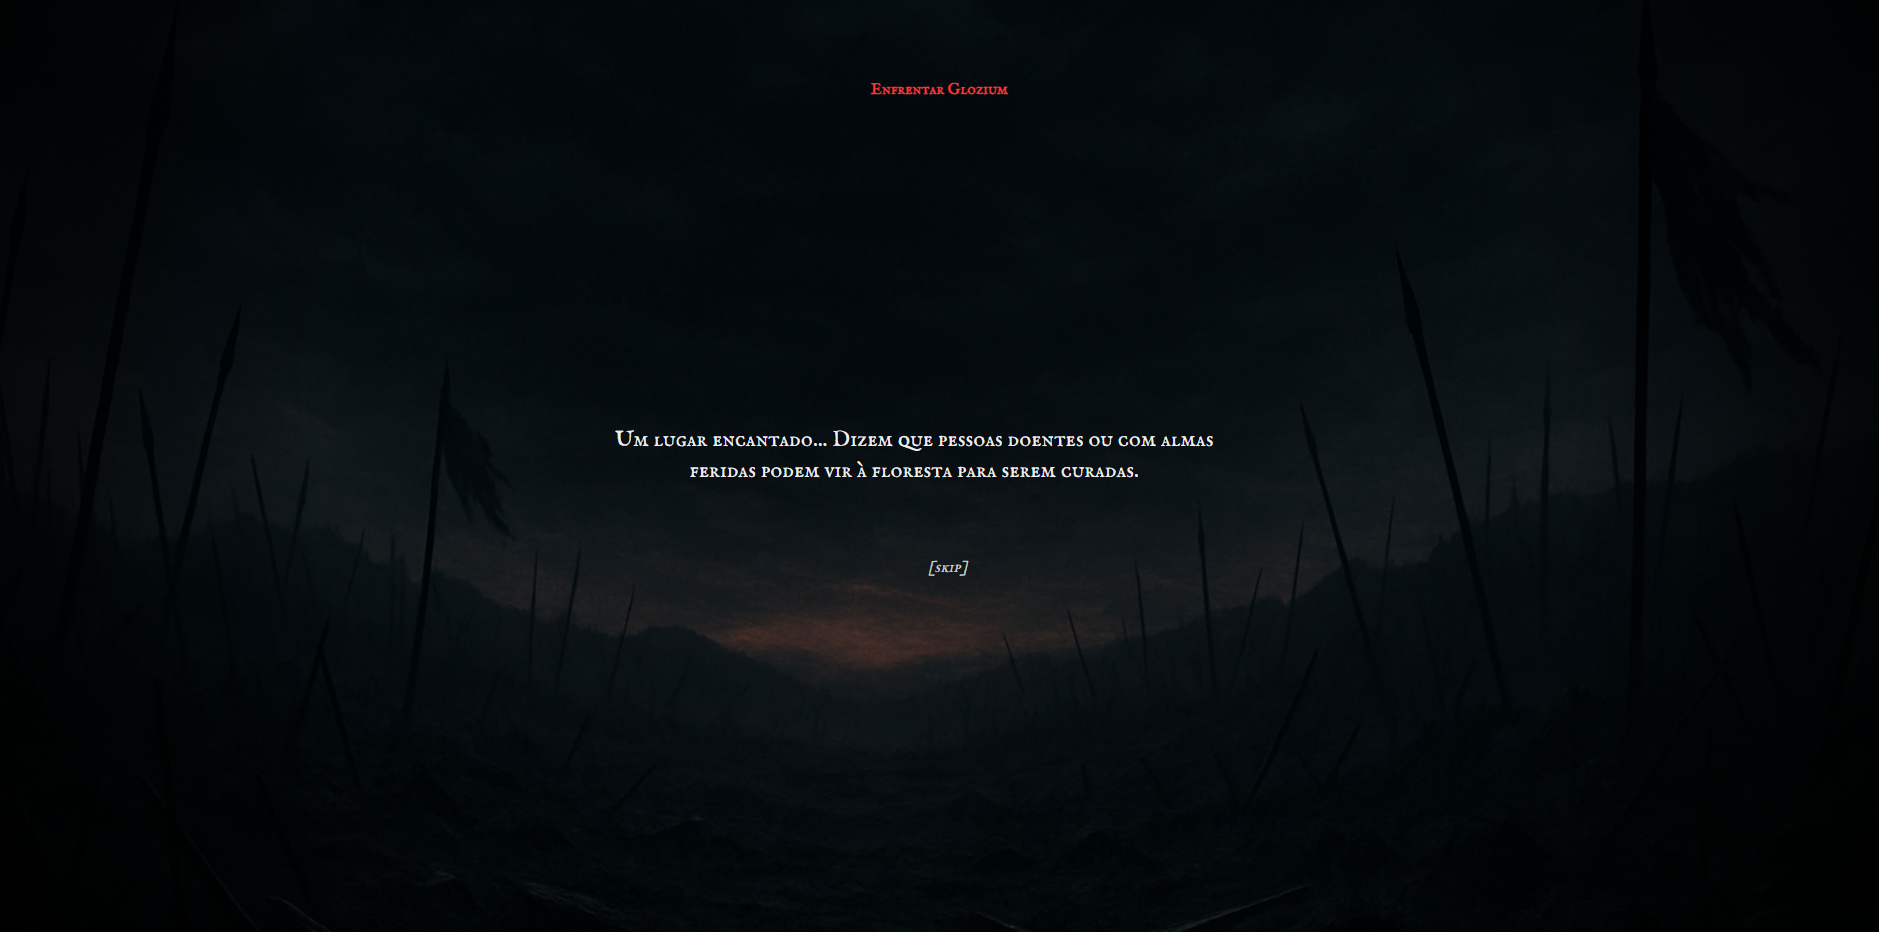 Enfrentar Glozium
Um lugar encantado... Dizem que pessoas doentes ou com almas
feridas podem vir à floresta para serem curadas.
[skip]